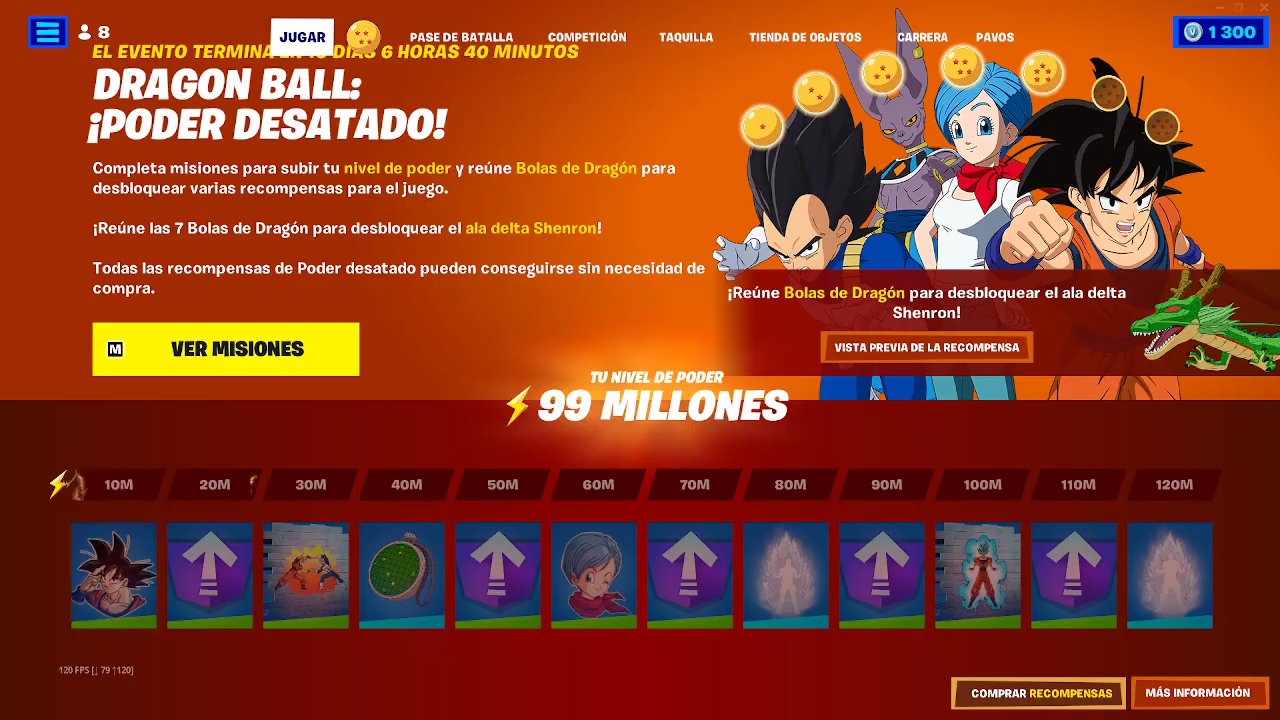 8
JUGAR
PASE DE BATALLA
COMPETICIÓN
TAQUILLA
TIENDA DE OBJETOS
CARRERA
PAVOS
1 300
EL EVENTO TERMINA EN DÍAS 6 HORAS 40 MINUTOS
DRAGON BALL:
¡PODER DESATADO!
Completa misiones para subir tu nivel de poder y reúne Bolas de Dragón para
desbloquear varias recompensas para el juego.
¡Reúne las 7 Bolas de Dragón para desbloquear el ala delta Shenron!
Todas las recompensas de Poder desatado pueden conseguirse sin necesidad de
compra.
M VER MISIONES
¡Reúne Bolas de Dragón para desbloquear el ala delta
Shenron!
VISTA PREVIA DE LA RECOMPENSA
TU NIVEL DE PODER
99 MILLONES
10M 20M 30M 40M 50M 60M 70M 80M 90M 100M 110M 120M
120 FPS [↓ 79 ↑120]
COMPRAR RECOMPENSAS
MÁS INFORMACIÓN